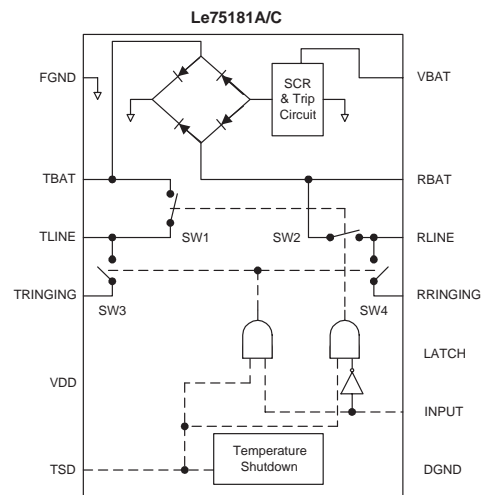 Le75181A/C
FGND
VBAT
SCR
& Trip
Circuit
TBAT
RBAT
TLINE
SW1
SW2
RLINE
TRINGING
SW3
SW4
RRINGING
LATCH
VDD
INPUT
Temperature
Shutdown
TSD
DGND